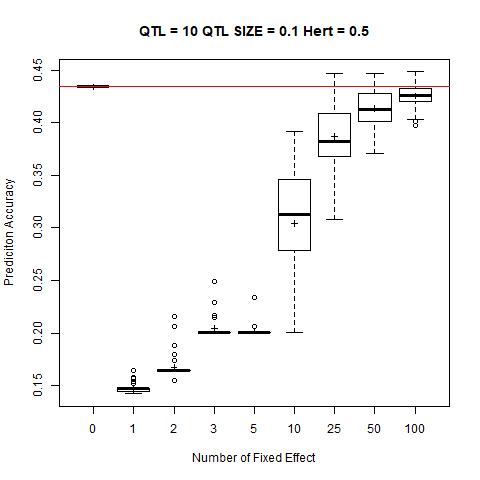 QTL = 10 QTL SIZE = 0.1 Hert = 0.5
Prediciton Accuracy
0.45
0.40
0.35
0.30
0.25
0.20
0.15
0 1 2 3 5 10 25 50 100
Number of Fixed Effect